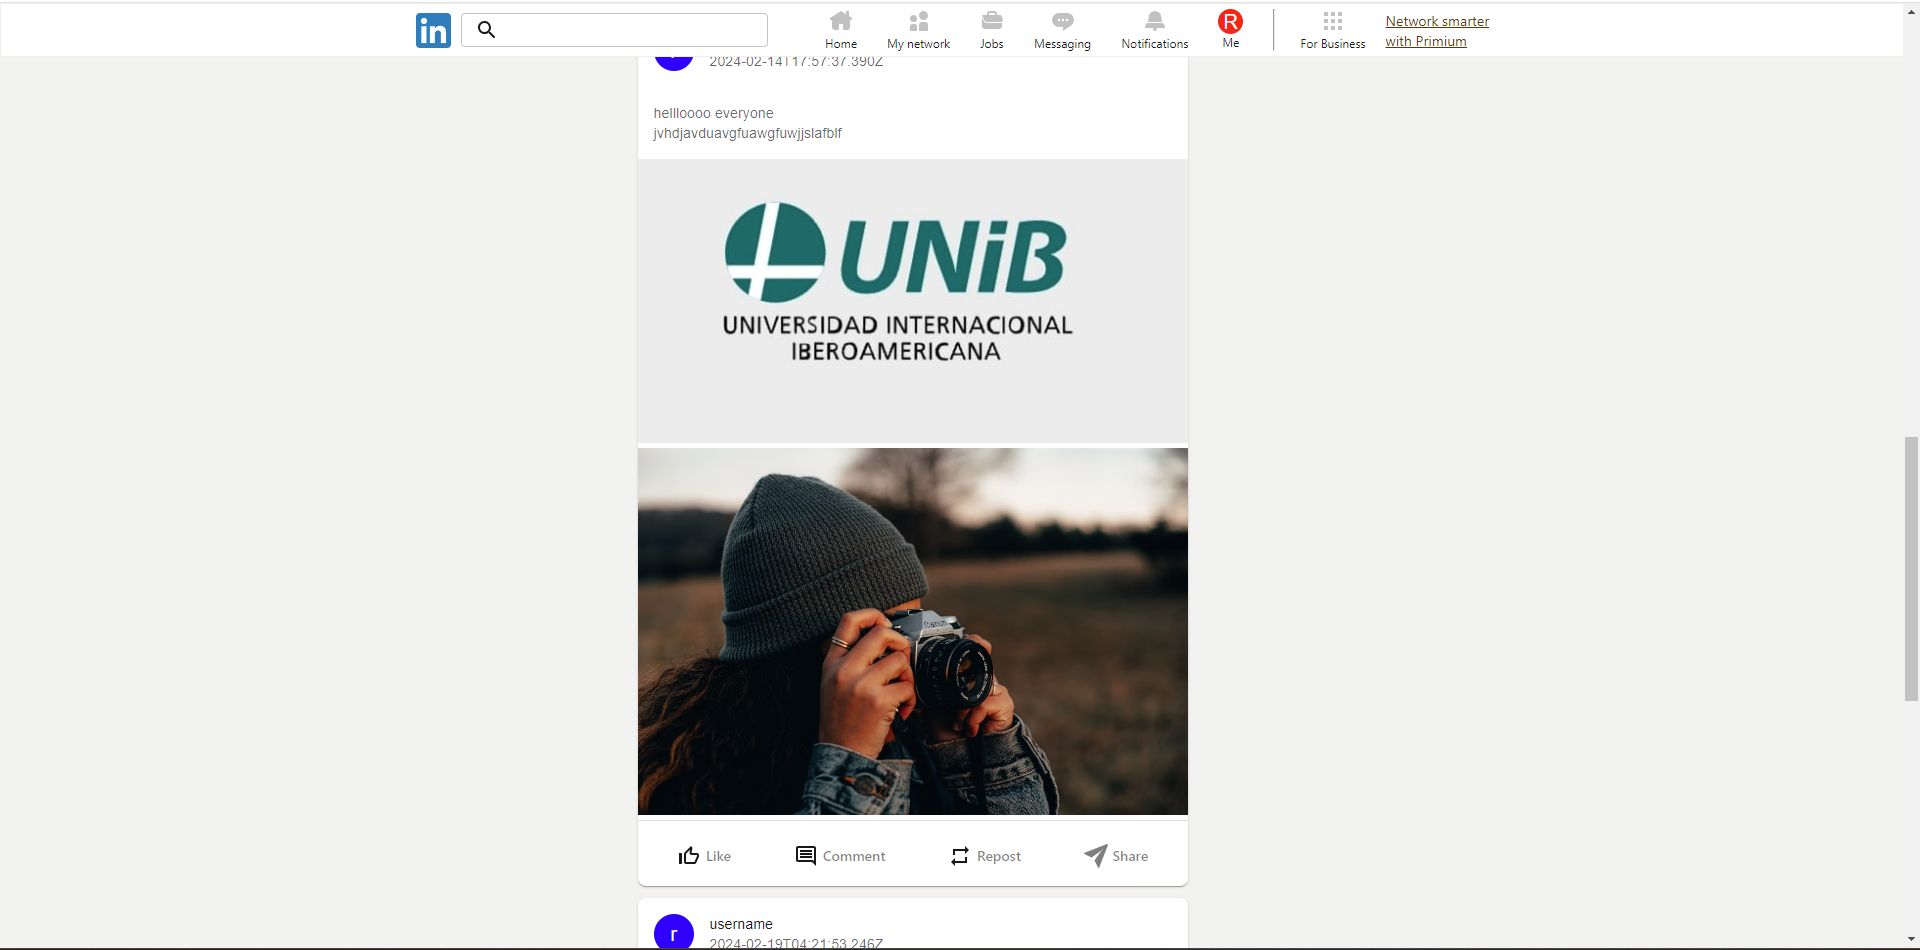 in
Home
My network
Jobs
Messaging
Notifications
R
Me
For Business
Network smarter
with Primium
2024-02-14T17:57:37.390Z
hellloooo everyone
jvhdjavduavgfuawgfuwjjslafblf
UNiB
UNIVERSIDAD INTERNACIONAL
IBEROAMERICANA
Canon
Like
Comment
Repost
Share
r
username
2024-02-19T04:21:53.246Z